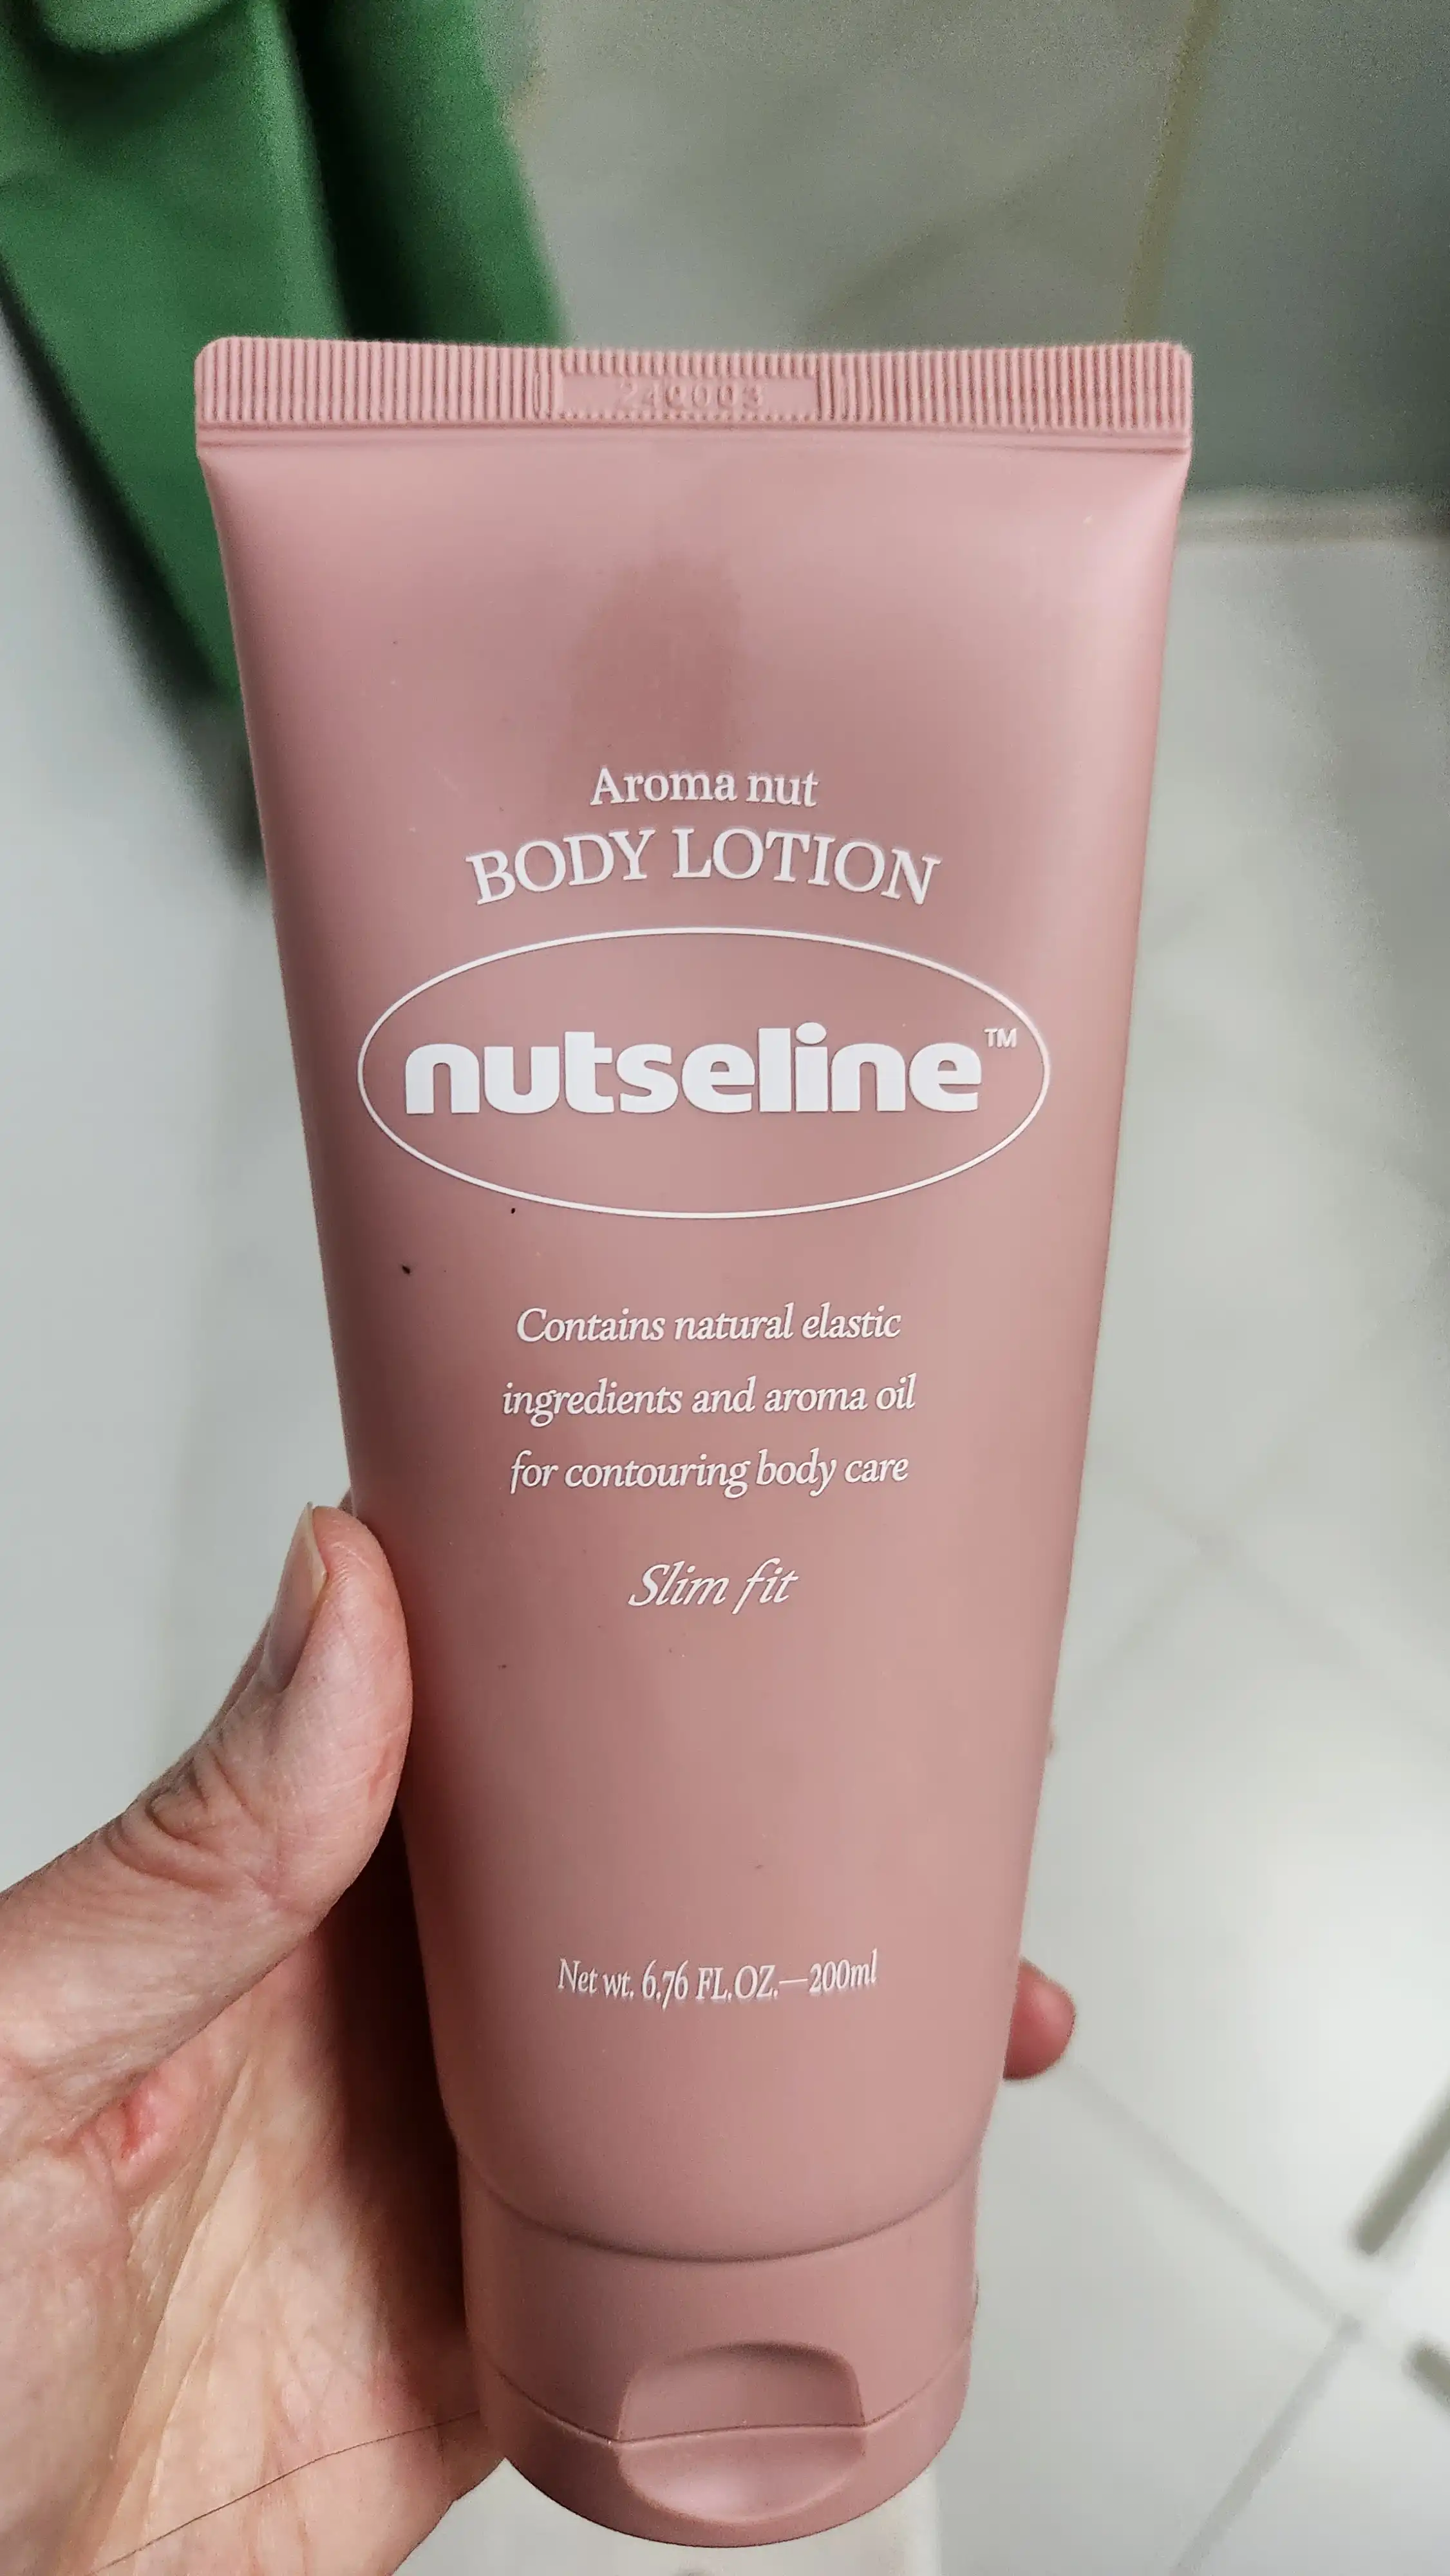 240003
Aroma nut
BODY LOTION
nutseline™
Contains natural elastic
ingredients and aroma oil
for contouring body care
Slim fit
Net wt. 6.76 FL.OZ.—200ml